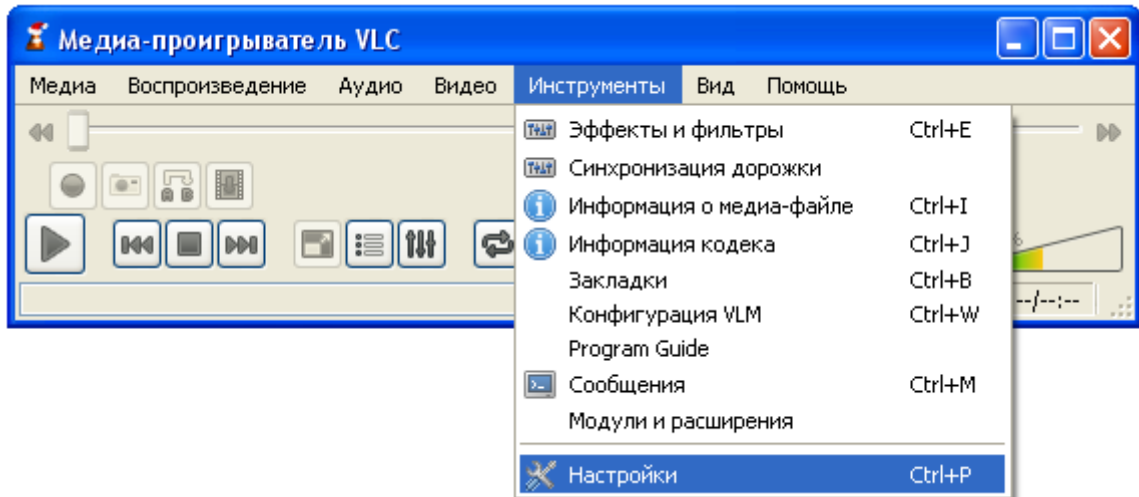 Медиа-проигрыватель VLC
Медиа Воспроизведение Аудио Видео Инструменты Вид Помощь
Эффекты и фильтры Ctrl+E
Синхронизация дорожки
Информация о медиа-файле Ctrl+I
Информация кодека Ctrl+J
Закладки Ctrl+B
Конфигурация VLM Ctrl+W
Program Guide
Сообщения Ctrl+M
Модули и расширения
Настройки Ctrl+P
A B
--/--:--